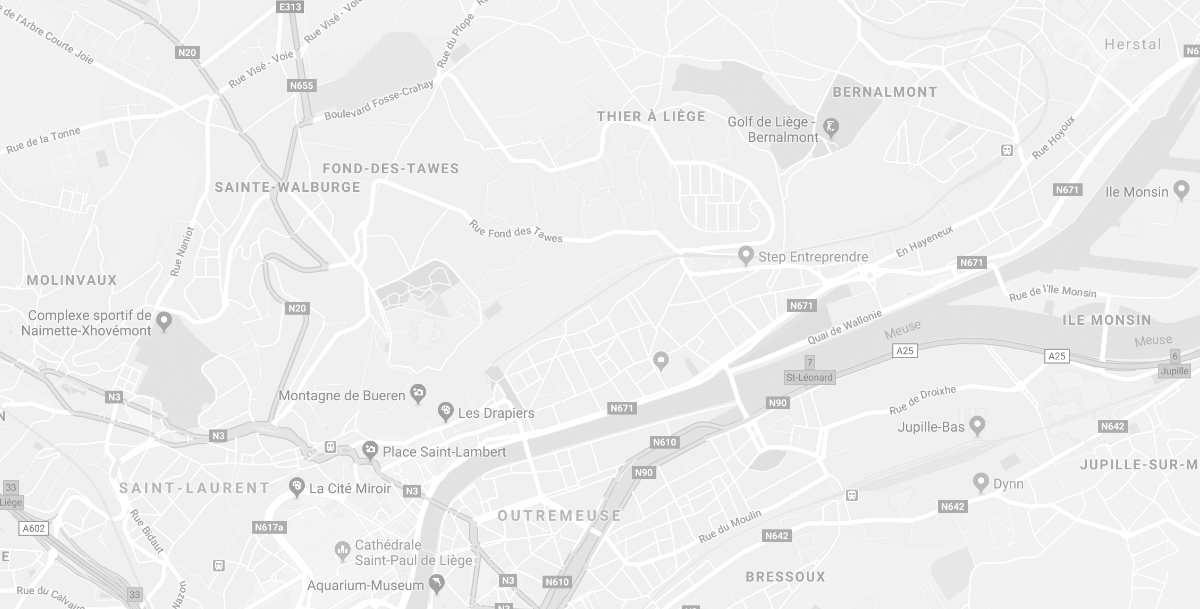 E313
Rue Visé - Voie
e de l'Arbre Courte Joie
N20
Rue du Plope
Herstal
N67
Rue Visé - Voie
N655
BERNALMONT
Boulevard Fosse-Crahay
THIER À LIÈGE
Golf de Liège -
Bernalmont
Rue de la Tonne
Rue Hoyoux
FOND-DES-TAWES
SAINTE-WALBURGE
N671
Ile Monsin
Rue Fond des Tawes
Rue Naniot
En Hayeneux
Step Entreprendre
N671
MOLINVAUX
Rue de l'Ile Monsin
N20
N671
Complexe sportif de
Naimette-Xhovémont
Quai de Wallonie
Meuse
ILE MONSIN
Meuse
A25
A25
7
St-Léonard
6
Jupille
Montagne de Bueren
N3
N90
Rue de Droixhe
Les Drapiers
N671
N
N3
Jupille-Bas
N642
Place Saint-Lambert
N610
N90
JUPILLE-SUR-M
SAINT-LAURENT
La Cité Miroir
N3
Dynn
33
Liège
N642
OUTREMEUSE
A602
Rue Bidaut
N617a
Rue du Moulin
N642
E
Cathédrale
Saint-Paul de Liège
Aquarium-Museum
N3
N610
BRESSOUX
Rue du Calvaire
33
Nazon